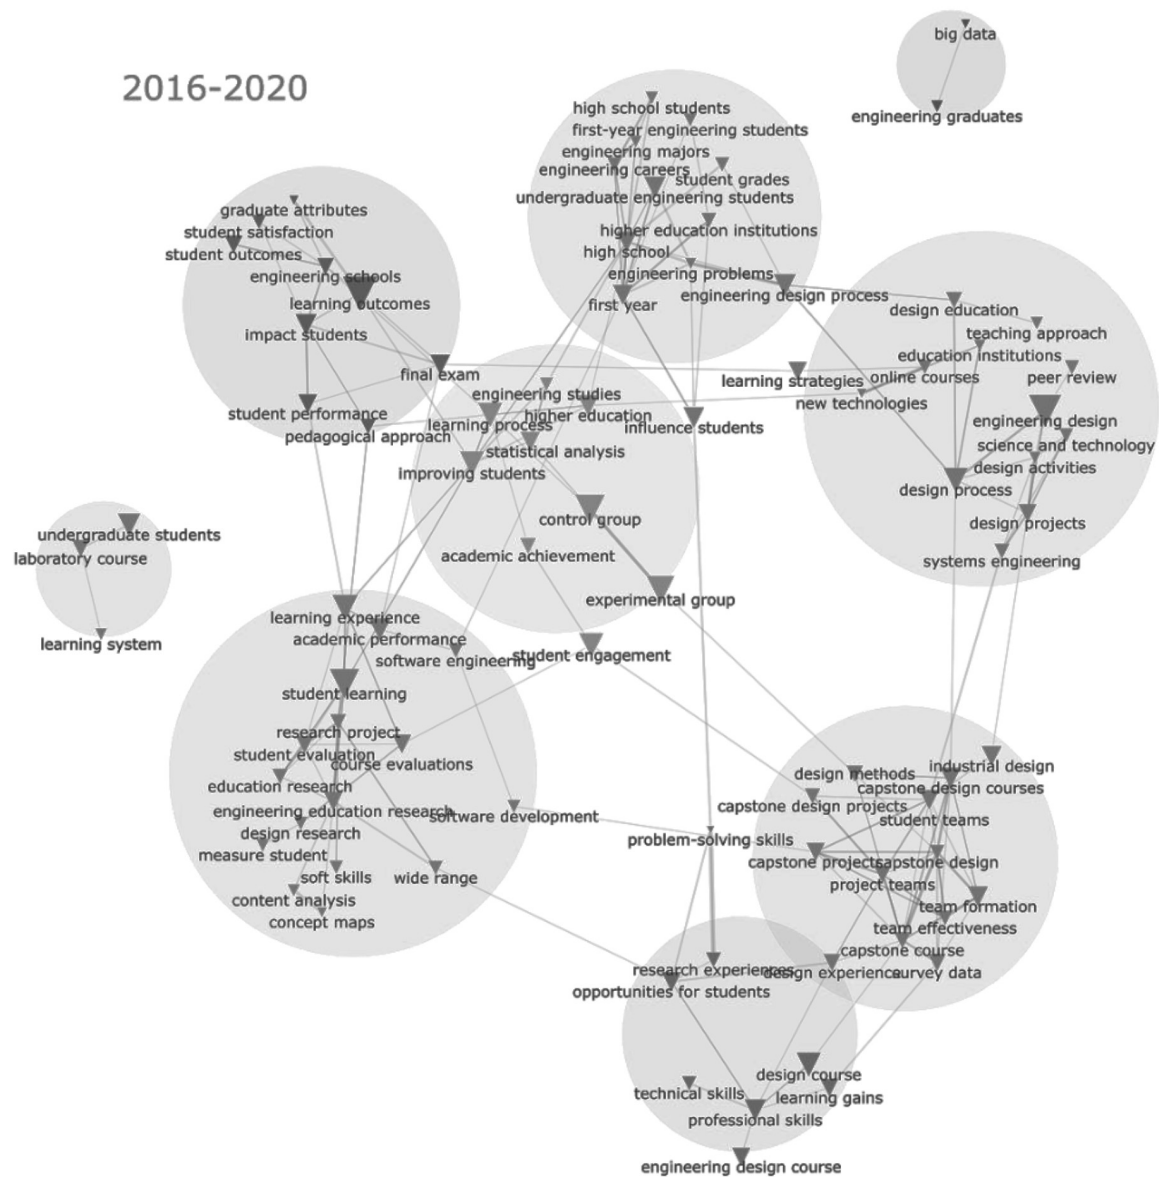 big data
2016-2020
high school students
engineering graduates
first-year engineering students
engineering majors
engineering careers
student grades
undergraduate engineering students
graduate attributes
student satisfaction
higher education institutions
student outcomes
high school
engineering schools
engineering problems
learning outcomes
engineering design process
first year
design education
impact students
teaching approach
education institutions
final exam
online courses
peer review
learning strategies
engineering studies
new technologies
student performance
higher education
engineering design
learning process
influence students
pedagogical approach
science and technology
statistical analysis
design activities
improving students
design process
control group
design projects
undergraduate students
academic achievement
laboratory course
systems engineering
experimental group
learning experience
academic performance
learning system
software engineering
student engagement
student learning
research project
student evaluation
course evaluations
industrial design
design methods
education research
capstone design courses
capstone design projects
engineering education research
software development
student teams
design research
problem-solving skills
measure student
capstone projects
capstone design
soft skills
wide range
project teams
content analysis
team formation
concept maps
team effectiveness
capstone course
research experiences
design experience
survey data
opportunities for students
design course
technical skills
learning gains
professional skills
engineering design course